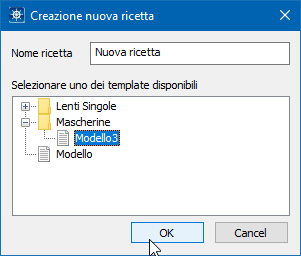 Creazione nuova ricetta
Nome ricetta Nuova ricetta
Selezionare uno dei template disponibili
Lenti Singole
Mascherine
Modello3
Modello
OK Cancel